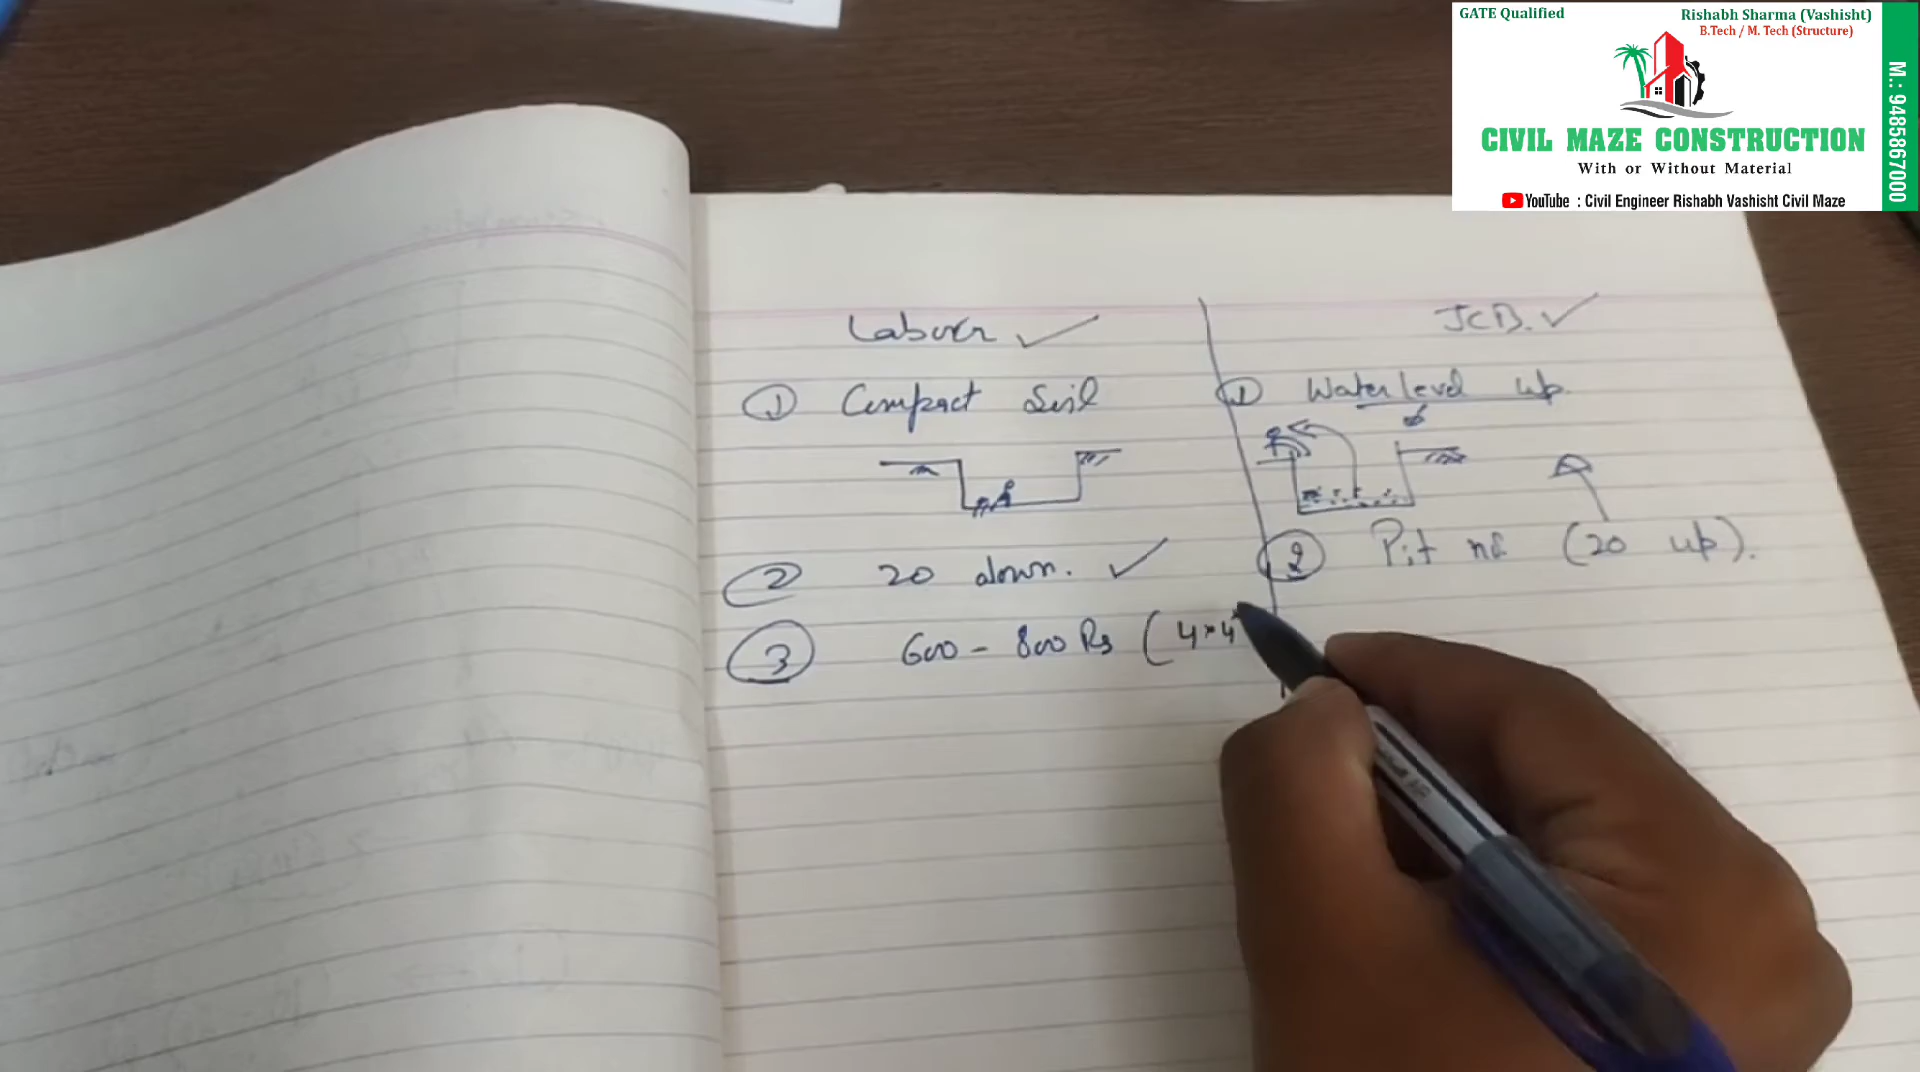 GATE Qualified
Rishabh Sharma (Vashisht)
B.Tech / M. Tech (Structure)
CIVIL MAZE CONSTRUCTION
With or Without Material
YouTube : Civil Engineer Rishabh Vashisht Civil Maze
M.: 9485867000
Labour
JCB.
① Compact Soil
① Water level up
② 20 down.
② Pit no (20 up).
③ 600 - 800 Rs (4×4